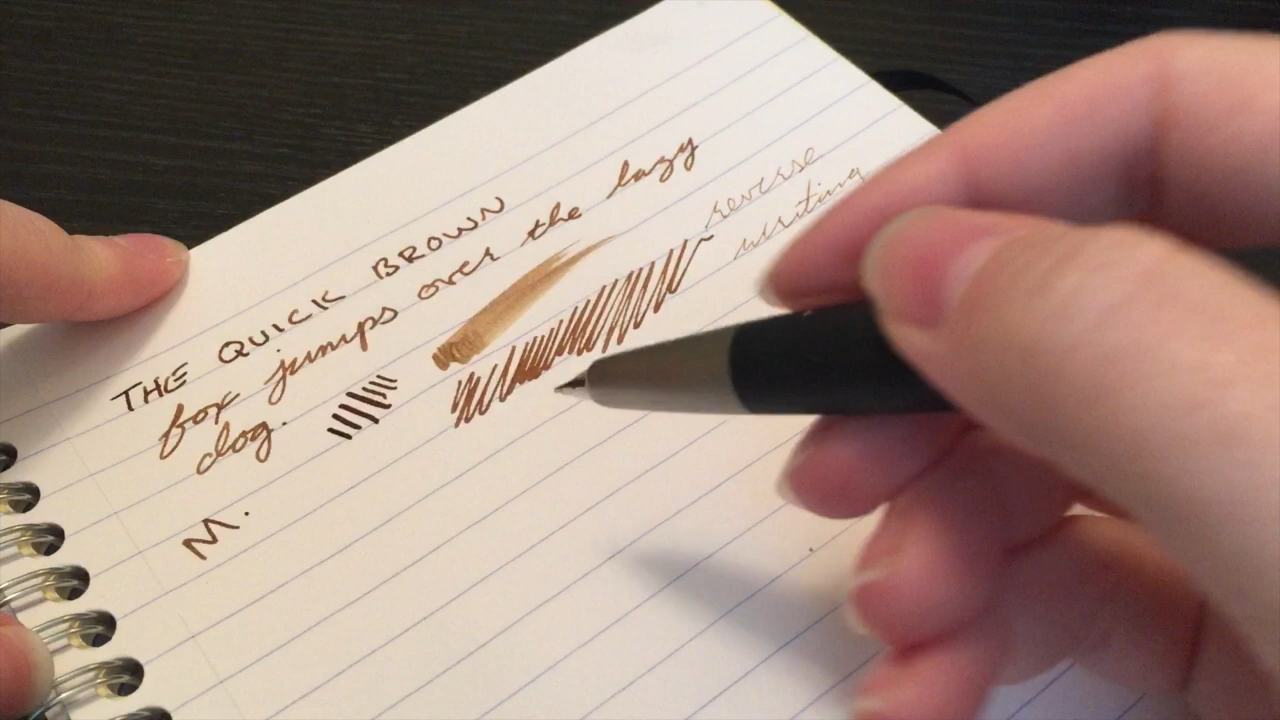 THE QUICK BROWN
fox jumps over the lazy
dog.
reverse
writing
M.